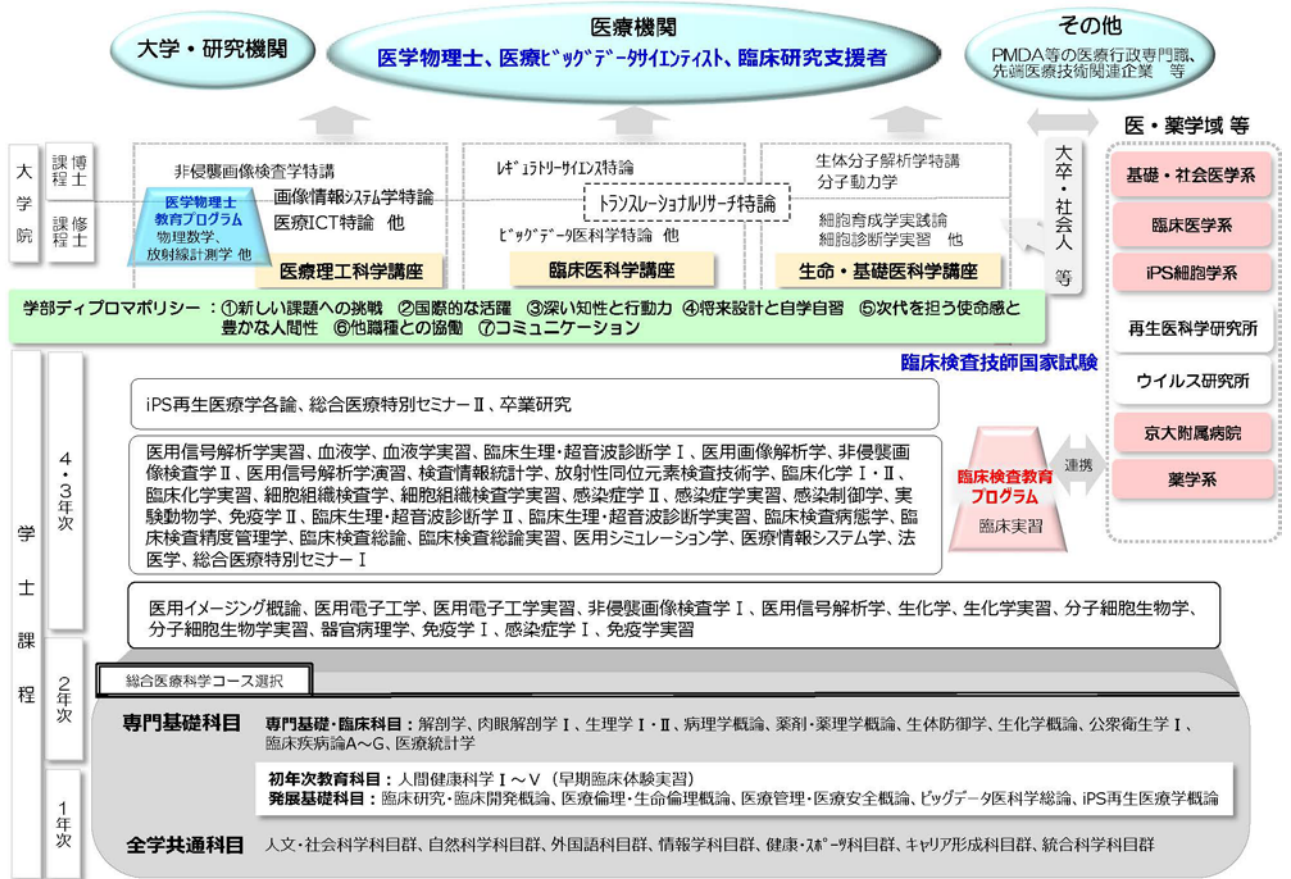 大学・研究機関
医療機関
医学物理士、医療ﾋﾞｯｸﾞﾃﾞｰﾀサイエンティスト、臨床研究支援者
その他
PMDA等の医療行政専門職、
先端医療技術関連企業　等
大学院
博士課程
修士課程
非侵襲画像検査学特講
医学物理士
教育プログラム
物理数学、
放射線計測学 他
画像情報ｼｽﾃﾑ学特論
医療ICT特論 他
医療理工科学講座
ﾚｷﾞｭﾗﾄﾘｰｻｲｴﾝｽ特論
トランスレーショナルリサーチ特論
ﾋﾞｯｸﾞﾃﾞｰﾀ医科学特論 他
臨床医科学講座
生体分子解析学特講
分子動力学
細胞育成学実践論
細胞診断学実習 他
生命・基礎医科学講座
大卒・社会人 等
医・薬学域 等
基礎・社会医学系
臨床医学系
iPS細胞学系
再生医科学研究所
ウイルス研究所
京大附属病院
薬学系
学部ディプロマポリシー：①新しい課題への挑戦 ②国際的な活躍 ③深い知性と行動力 ④将来設計と自学自習 ⑤次代を担う使命感と
豊かな人間性 ⑥他職種との協働 ⑦コミュニケーション
臨床検査技師国家試験
学士課程
4・3年次
iPS再生医療学各論、総合医療特別セミナーⅡ、卒業研究
医用信号解析学実習、血液学、血液学実習、臨床生理・超音波診断学Ⅰ、医用画像解析学、非侵襲画
像検査学Ⅱ、医用信号解析学演習、検査情報統計学、放射性同位元素検査技術学、臨床化学Ⅰ・Ⅱ、
臨床化学実習、細胞組織検査学、細胞組織検査学実習、感染症学Ⅱ、感染症学実習、感染制御学、実
験動物学、免疫学Ⅱ、臨床生理・超音波診断学Ⅱ、臨床生理・超音波診断学実習、臨床検査病態学、臨
床検査精度管理学、臨床検査総論、臨床検査総論実習、医用シミュレーション学、医療情報システム学、法
医学、総合医療特別セミナーⅠ
臨床検査教育
プログラム
臨床実習
連携
医用イメージング概論、医用電子工学、医用電子工学実習、非侵襲画像検査学Ⅰ、医用信号解析学、生化学、生化学実習、分子細胞生物学、
分子細胞生物学実習、器官病理学、免疫学Ⅰ、感染症学Ⅰ、免疫学実習
2年次
総合医療科学コース選択
専門基礎科目
専門基礎・臨床科目：解剖学、肉眼解剖学Ⅰ、生理学Ⅰ・Ⅱ、病理学概論、薬剤・薬理学概論、生体防御学、生化学概論、公衆衛生学Ⅰ、
臨床疾病論A～G、医療統計学
1年次
初年次教育科目：人間健康科学Ⅰ～Ⅴ（早期臨床体験実習）
発展基礎科目：臨床研究・臨床開発概論、医療倫理・生命倫理概論、医療管理・医療安全概論、ビッグデータ医科学総論、iPS再生医療学概論
全学共通科目
人文・社会科学科目群、自然科学科目群、外国語科目群、情報学科目群、健康・ｽﾎﾟｰﾂ科目群、キャリア形成科目群、統合科学科目群